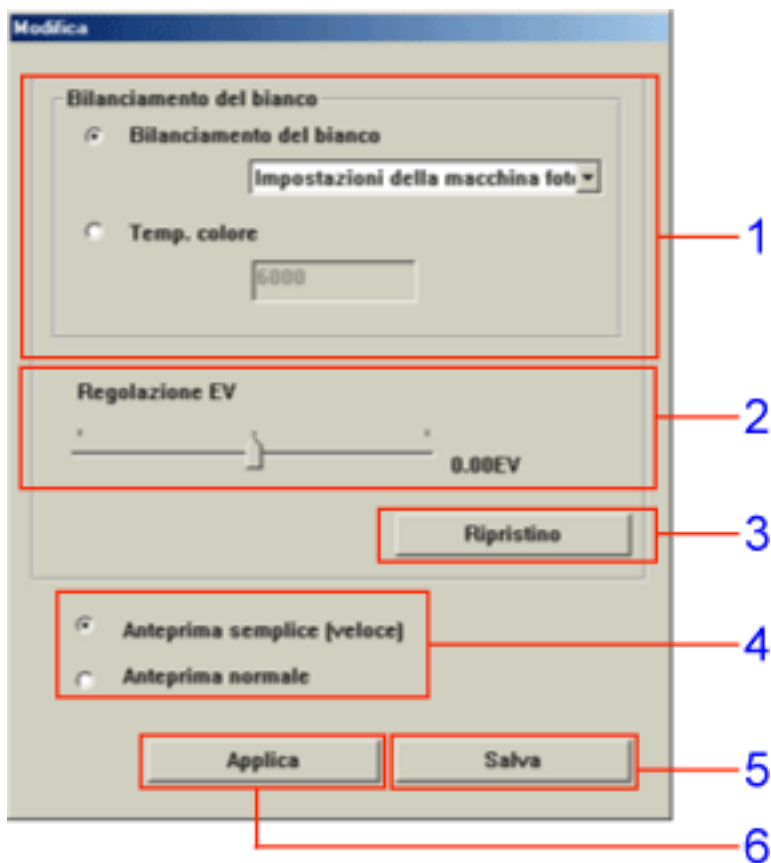 Modifica
Bilanciamento del bianco
Bilanciamento del bianco
Impostazioni della macchina foto
Temp. colore
6000
1
Regolazione EV
0.00EV
2
Ripristino
3
Anteprima semplice (veloce)
Anteprima normale
4
Applica
Salva
5
6